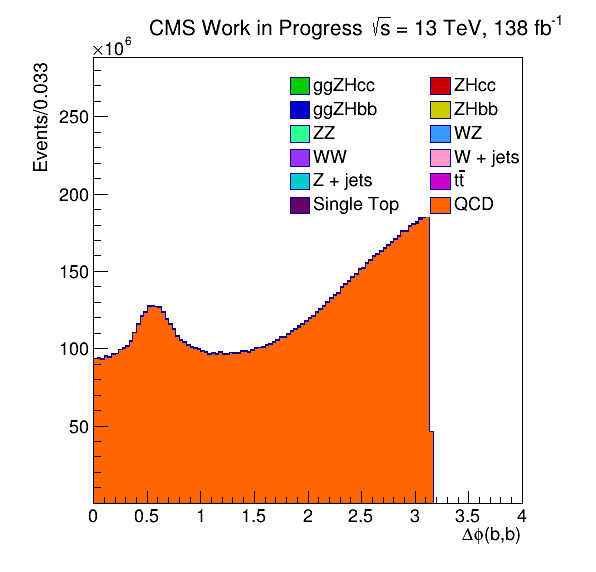 CMS Work in Progress √s = 13 TeV, 138 fb⁻¹
×10⁶
Events/0.033
ggZHcc ZHcc
ggZHbb ZHbb
ZZ WZ
WW W + jets
Z + jets tt̄
Single Top QCD
250
200
150
100
50
0 0.5 1 1.5 2 2.5 3 3.5 4
Δϕ(b,b)